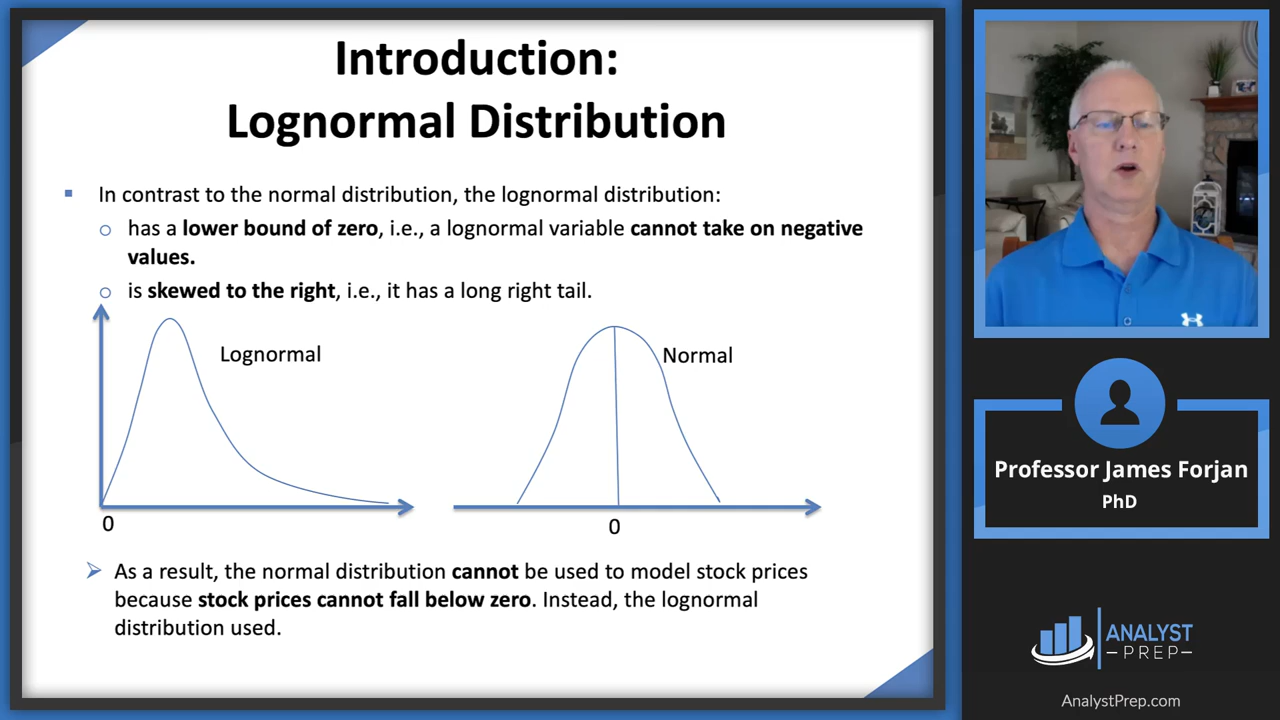 Introduction:
Lognormal Distribution
In contrast to the normal distribution, the lognormal distribution:
has a lower bound of zero, i.e., a lognormal variable cannot take on negative
values.
is skewed to the right, i.e., it has a long right tail.
Lognormal
Normal
0
0
As a result, the normal distribution cannot be used to model stock prices
because stock prices cannot fall below zero. Instead, the lognormal
distribution used.
Professor James Forjan
PhD
ANALYST
PREP
AnalystPrep.com